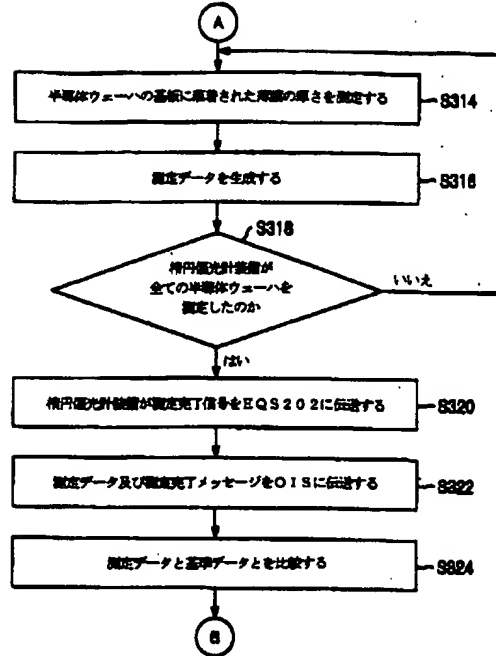 A
半導体ウェーハの基板に蒸着された薄膜の厚さを測定する
S314
測定データを生成する
S316
S318
楕円偏光計装備が
全ての半導体ウェーハを
測定したのか
いいえ
はい
楕円偏光計装備が測定完了信号をEQS202に伝送する
S320
測定データ及び測定完了メッセージをOISに伝送する
S322
測定データと基準データとを比較する
S324
B